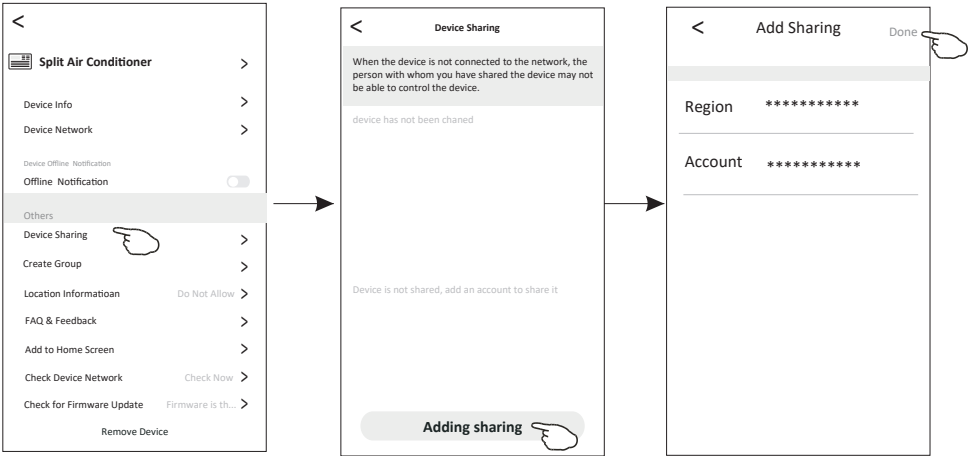 <
Split Air Conditioner >
Device Info >
Device Network >
Device Offline Notification
Offline Notification
Others
Device Sharing >
Create Group >
Location Informatioan Do Not Allow >
FAQ & Feedback >
Add to Home Screen >
Check Device Network Check Now >
Check for Firmware Update Firmware is th... >
Remove Device
< Device Sharing
When the device is not connected to the network, the
person with whom you have shared the device may not
be able to control the device.
device has not been chaned
Device is not shared, add an account to share it
Adding sharing
< Add Sharing Done
Region ***********
Account ***********